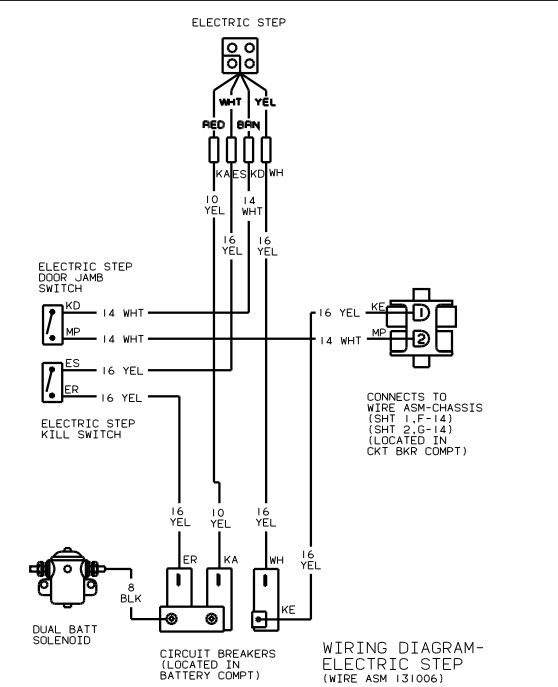 ELECTRIC STEP
WHT YEL
RED BRN
KA ES KD WH
10 YEL
14 WHT
16 YEL
16 YEL
ELECTRIC STEP
DOOR JAMB
SWITCH
KD
14 WHT
16 YEL
KE
1
MP
14 WHT
14 WHT
MP
2
ES
16 YEL
ER
16 YEL
CONNECTS TO
WIRE ASM-CHASSIS
(SHT 1,F-14)
(SHT 2,G-14)
(LOCATED IN
CKT BKR COMPT)
ELECTRIC STEP
KILL SWITCH
16 YEL
10 YEL
16 YEL
16 YEL
ER
KA
WH
8 BLK
KE
DUAL BATT
SOLENOID
CIRCUIT BREAKERS
(LOCATED IN
BATTERY COMPT)
WIRING DIAGRAM-
ELECTRIC STEP
(WIRE ASM 131006)